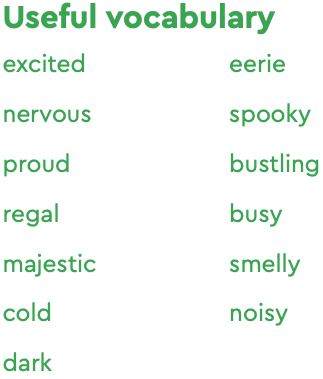 Useful vocabulary
excited
nervous
proud
regal
majestic
cold
dark
eerie
spooky
bustling
busy
smelly
noisy